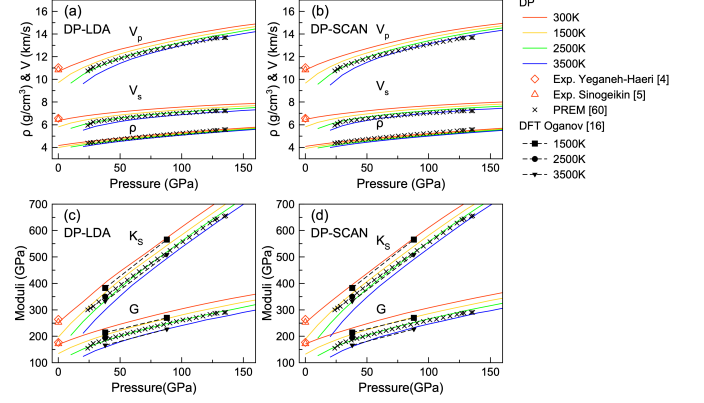 (a)
DP-LDA
16
14
12
10
8
6
4
ρ (g/cm³) & V (km/s)
Vp
Vs
ρ
0
50
100
150
Pressure (GPa)
(b)
DP-SCAN
16
14
12
10
8
6
4
ρ (g/cm³) & V (km/s)
Vp
Vs
ρ
0
50
100
150
Pressure (GPa)
DP
300K
1500K
2500K
3500K
Exp. Yeganeh-Haeri [4]
Exp. Sinogeikin [5]
PREM [60]
DFT Oganov [16]
1500K
2500K
3500K
(c)
DP-LDA
700
600
500
400
300
200
100
Moduli (GPa)
KS
G
0
50
100
150
Pressure(GPa)
(d)
DP-SCAN
700
600
500
400
300
200
100
Moduli (GPa)
KS
G
0
50
100
150
Pressure(GPa)